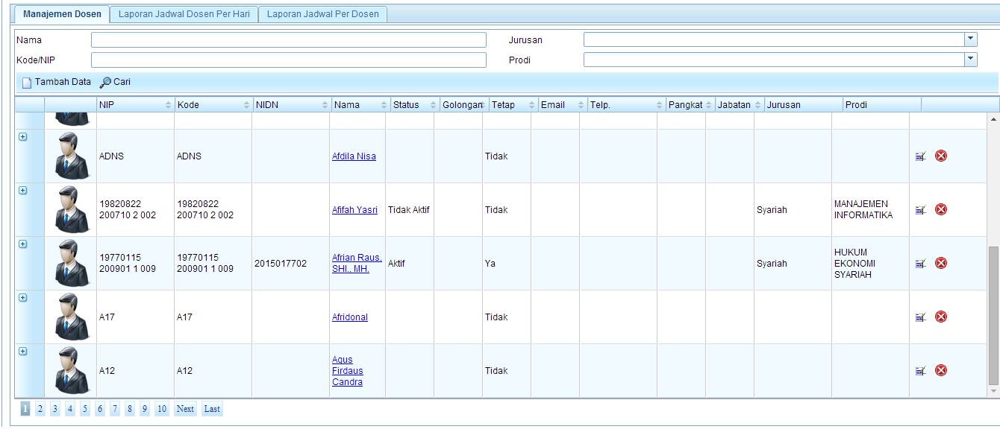 Manajemen Dosen Laporan Jadwal Dosen Per Hari Laporan Jadwal Per Dosen
Nama Jurusan
Kode/NIP Prodi
Tambah Data Cari
NIP Kode NIDN Nama Status Golongan Tetap Email Telp. Pangkat Jabatan Jurusan Prodi
ADNS ADNS Afdila Nisa Tidak
19820822 19820822 MANAJEMEN
200710 2 002 200710 2 002 Afifah Yasri Tidak Aktif Tidak Syariah INFORMATIKA
HUKUM
19770115 19770115 Afrian Raus, EKONOMI
200901 1 009 200901 1 009 2015017702 SHI., MH. Aktif Ya Syariah SYARIAH
A17 A17 Afridonal Tidak
Agus
A12 A12 Firdaus Tidak
Candra
1 2 3 4 5 6 7 8 9 10 Next Last